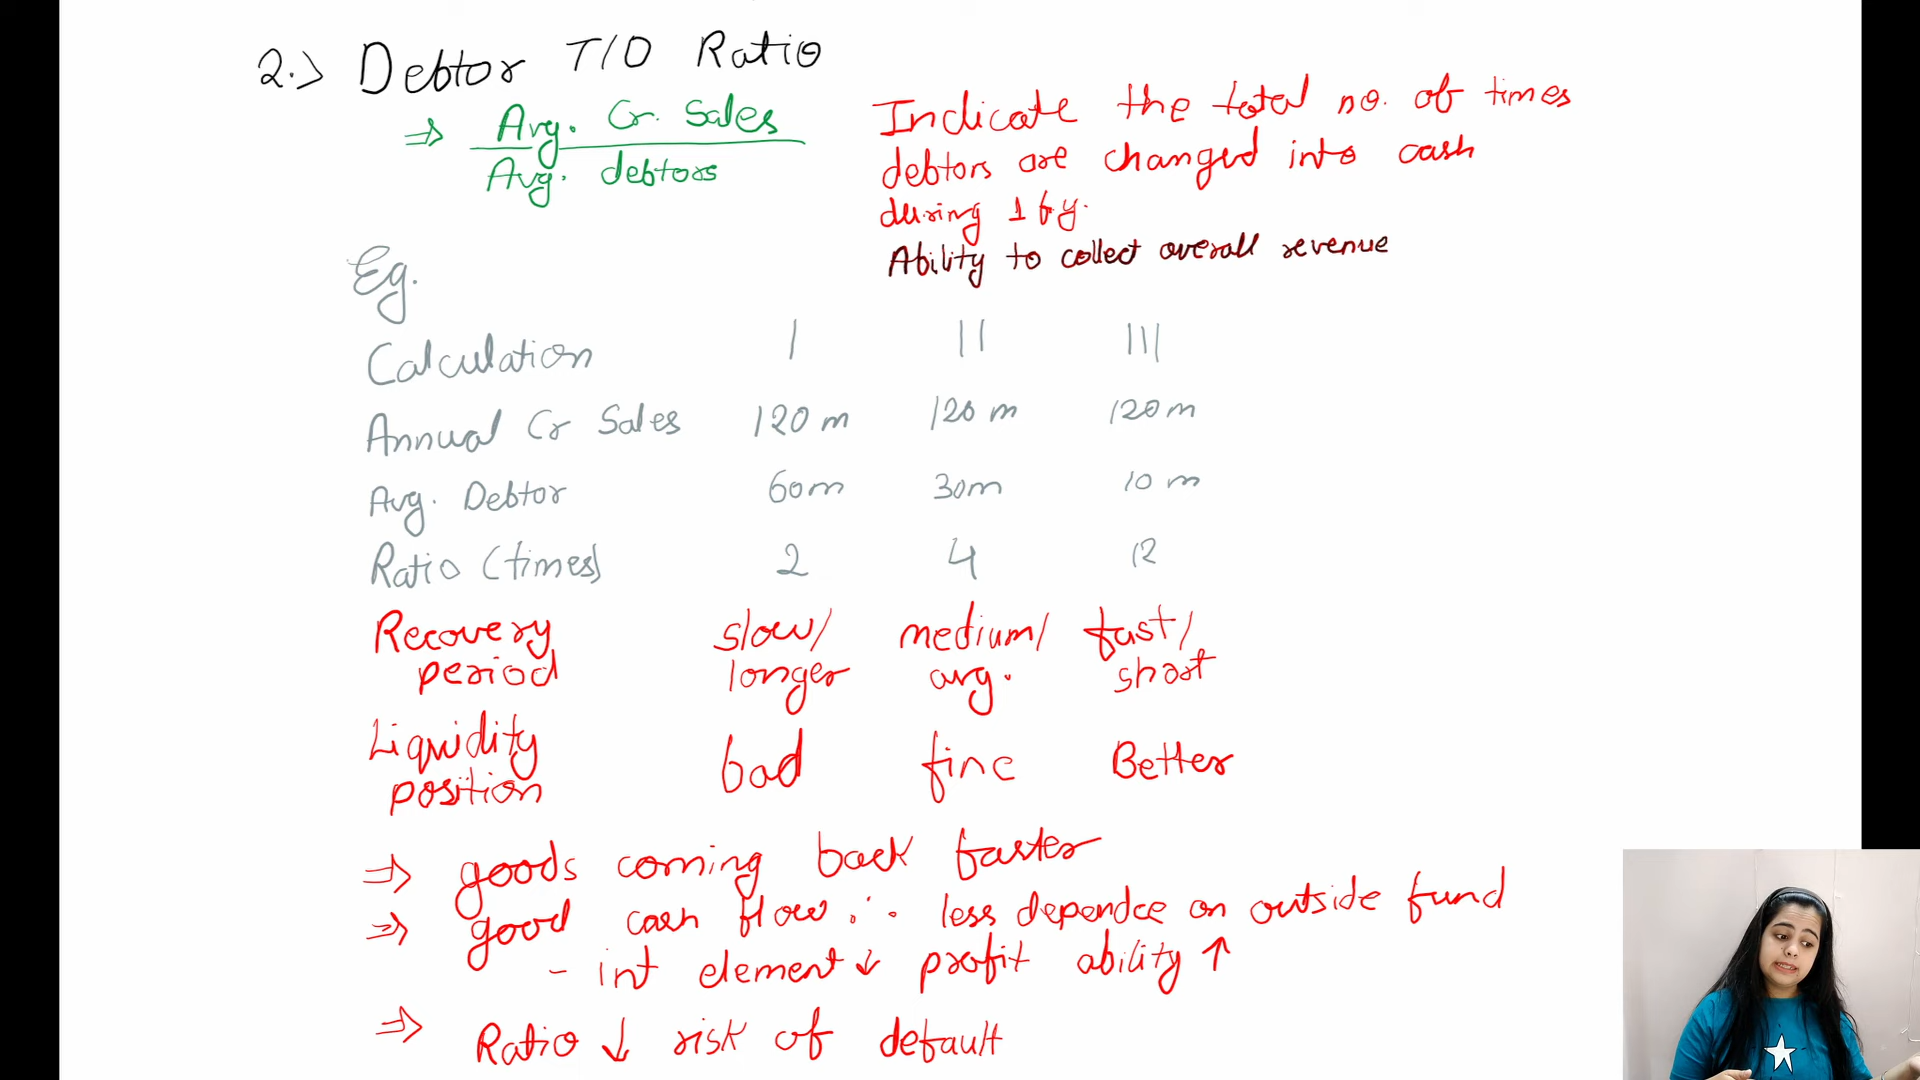 2.> Debtor T/O Ratio
⇒ Avg. Cr. Sales
Avg. debtors
Indicate the total no. of times
debtors are changed into cash
during 1 f.y.
Ability to collect overall revenue
Eg.
Calculation I II III
Annual Cr Sales 120 m 120 m 120 m
Avg. Debtor 60m 30m 10 m
Ratio (times) 2 4 12
Recovery period slow/ longer medium/ avg. fast/ short
Liquidity position bad fine Better
⇒ goods coming back faster
⇒ good cash flow ∴ less dependce on outside fund
- int element ↓ profit ability ↑
⇒ Ratio ↓ risk of default